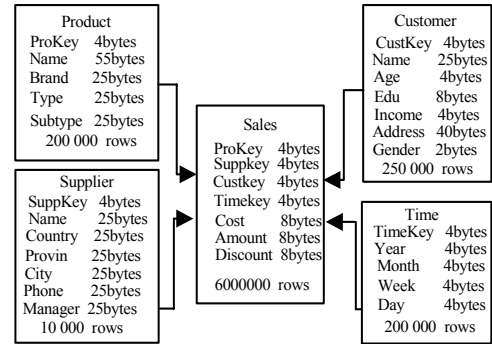 Product
ProKey 4bytes
Name 55bytes
Brand 25bytes
Type 25bytes
Subtype 25bytes
200 000 rows
Supplier
SuppKey 4bytes
Name 25bytes
Country 25bytes
Provin 25bytes
City 25bytes
Phone 25bytes
Manager 25bytes
10 000 rows
Sales
ProKey 4bytes
Suppkey 4bytes
Custkey 4bytes
Timekey 4bytes
Cost 8bytes
Amount 8bytes
Discount 8bytes
6000000 rows
Customer
CustKey 4bytes
Name 25bytes
Age 4bytes
Edu 8bytes
Income 4bytes
Address 40bytes
Gender 2bytes
250 000 rows
Time
TimeKey 4bytes
Year 4bytes
Month 4bytes
Week 4bytes
Day 4bytes
200 000 rows